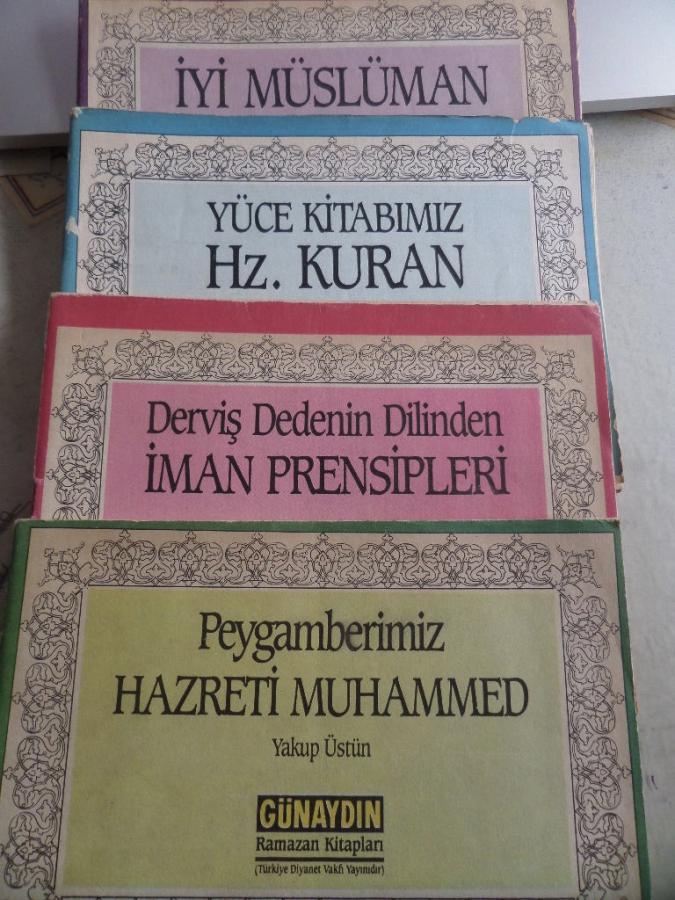 İYİ MÜSLÜMAN
YÜCE KİTABIMIZ
Hz. KURAN
Derviş Dedenin Dilinden
İMAN PRENSİPLERİ
Peygamberimiz
HAZRETİ MUHAMMED
Yakup Üstün
GÜNAYDIN
Ramazan Kitapları
(Türkiye Diyanet Vakfı Yayınıdır)